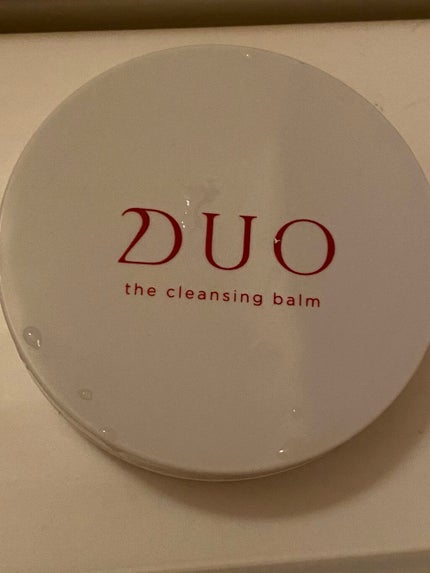 DUO
the cleansing balm